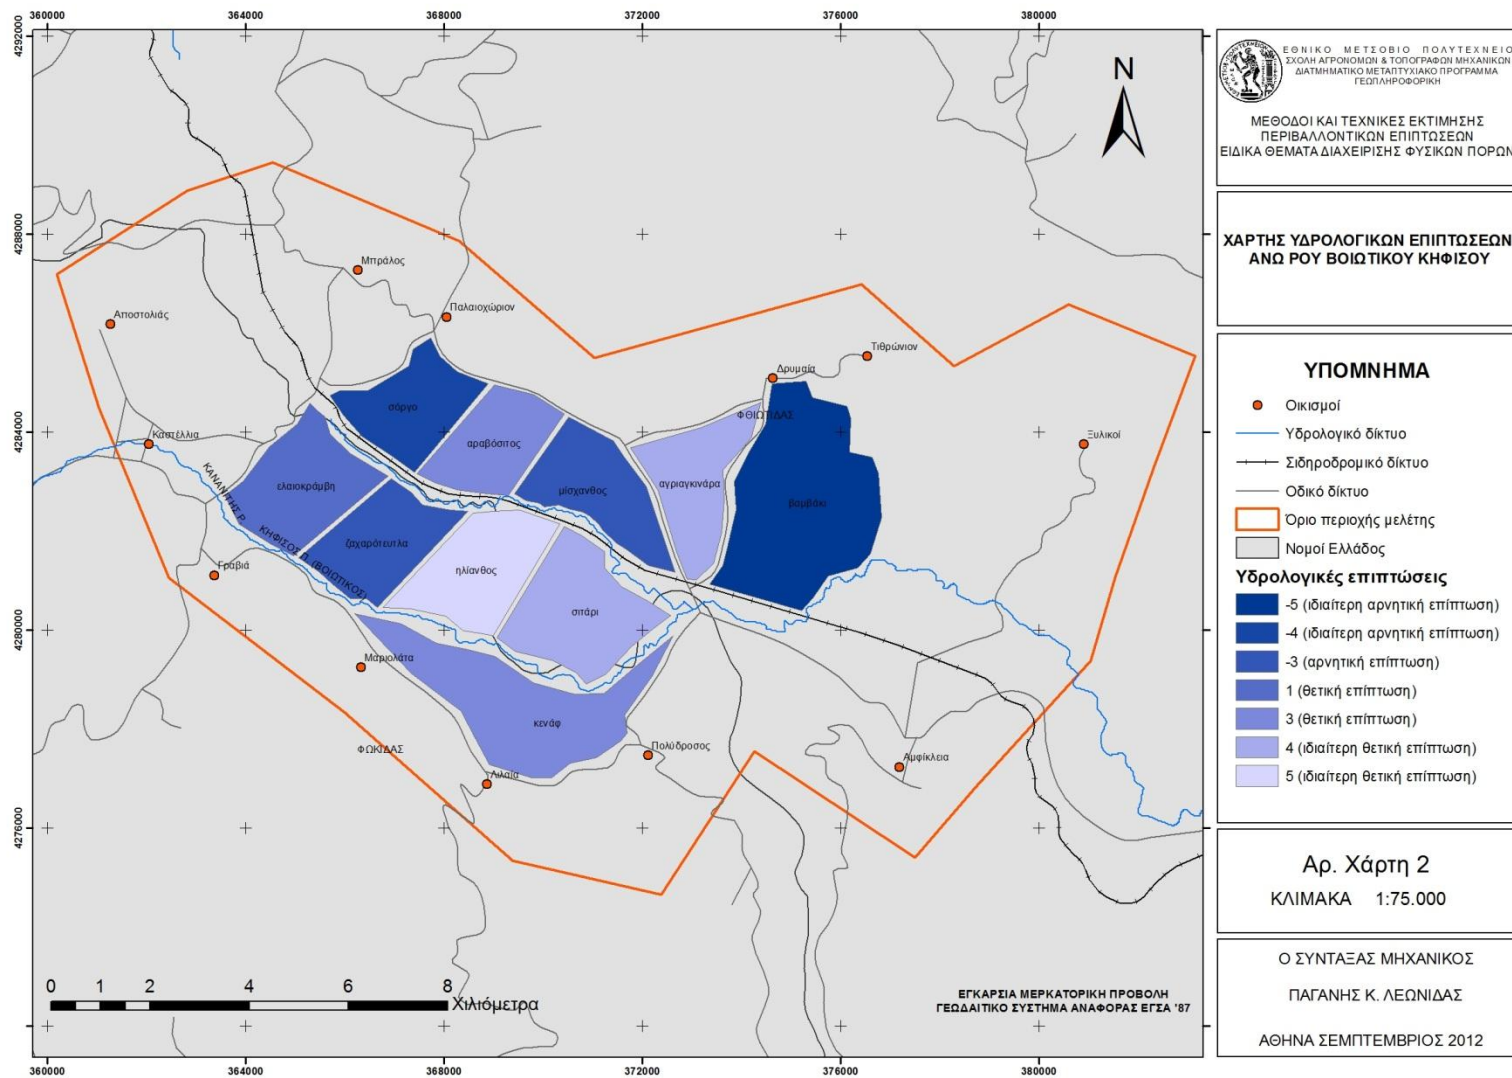 360000
364000
368000
372000
376000
380000
4292000
4288000
4284000
4280000
4276000
N
Μπράλος
Παλαιοχώριον
Αποστολιάς
Τιθρώνιον
Δρυμαία
ΦΘΙΩΤΙΔΑΣ
Ξυλικοί
Καστέλλια
σόργο
αραβόσιτος
ελαιοκράμβη
μίσχανθος
αγριαγκινάρα
βαμβάκι
ΚΑΝΙΑΝΙΤΗΣ Ρ.
ΚΗΦΙΣΟΣ Π. (ΒΟΙΩΤΙΚΟΣ)
ζαχαρότευτλα
ηλίανθος
Γραβιά
σιτάρι
Μαριολάτα
κενάφ
ΦΩΚΙΔΑΣ
Πολύδροσος
Λιλαία
Αμφίκλεια
0 1 2 4 6 8
Χιλιόμετρα
ΕΓΚΑΡΣΙΑ ΜΕΡΚΑΤΟΡΙΚΗ ΠΡΟΒΟΛΗ
ΓΕΩΔΑΙΤΙΚΟ ΣΥΣΤΗΜΑ ΑΝΑΦΟΡΑΣ ΕΓΣΑ '87
360000
364000
368000
372000
376000
380000
ΕΘΝΙΚΟ ΜΕΤΣΟΒΙΟ ΠΟΛΥΤΕΧΝΕΙΟ
ΣΧΟΛΗ ΑΓΡΟΝΟΜΩΝ & ΤΟΠΟΓΡΑΦΩΝ ΜΗΧΑΝΙΚΩΝ
ΔΙΑΤΜΗΜΑΤΙΚΟ ΜΕΤΑΠΤΥΧΙΑΚΟ ΠΡΟΓΡΑΜΜΑ
ΓΕΩΠΛΗΡΟΦΟΡΙΚΗ
ΜΕΘΟΔΟΙ ΚΑΙ ΤΕΧΝΙΚΕΣ ΕΚΤΙΜΗΣΗΣ
ΠΕΡΙΒΑΛΛΟΝΤΙΚΩΝ ΕΠΙΠΤΩΣΕΩΝ
ΕΙΔΙΚΑ ΘΕΜΑΤΑ ΔΙΑΧΕΙΡΙΣΗΣ ΦΥΣΙΚΩΝ ΠΟΡΩΝ
ΧΑΡΤΗΣ ΥΔΡΟΛΟΓΙΚΩΝ ΕΠΙΠΤΩΣΕΩΝ
ΑΝΩ ΡΟΥ ΒΟΙΩΤΙΚΟΥ ΚΗΦΙΣΟΥ
ΥΠΟΜΝΗΜΑ
Οικισμοί
Υδρολογικό δίκτυο
Σιδηροδρομικό δίκτυο
Οδικό δίκτυο
Όριο περιοχής μελέτης
Νομοί Ελλάδος
Υδρολογικές επιπτώσεις
-5 (ιδιαίτερη αρνητική επίπτωση)
-4 (ιδιαίτερη αρνητική επίπτωση)
-3 (αρνητική επίπτωση)
1 (θετική επίπτωση)
3 (θετική επίπτωση)
4 (ιδιαίτερη θετική επίπτωση)
5 (ιδιαίτερη θετική επίπτωση)
Αρ. Χάρτη 2
ΚΛΙΜΑΚΑ 1:75.000
Ο ΣΥΝΤΑΞΑΣ ΜΗΧΑΝΙΚΟΣ
ΠΑΓΑΝΗΣ Κ. ΛΕΩΝΙΔΑΣ
ΑΘΗΝΑ ΣΕΠΤΕΜΒΡΙΟΣ 2012